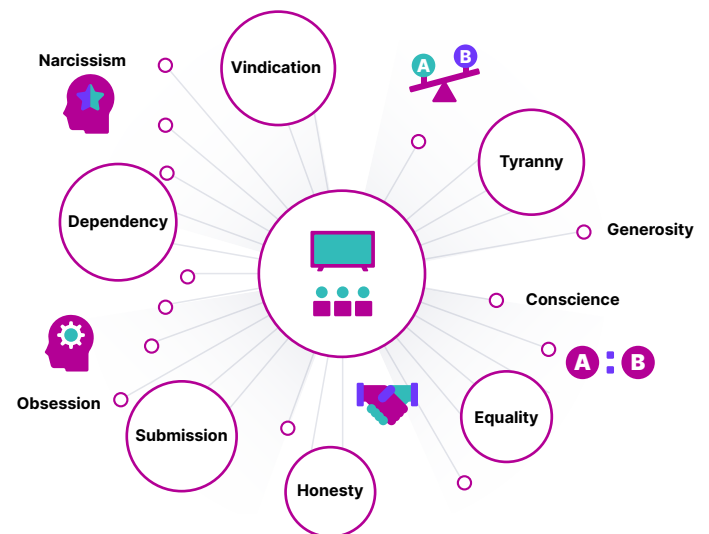 Narcissism
Vindication
A
B
Tyranny
Dependency
Generosity
Conscience
A : B
Obsession
Submission
Equality
Honesty